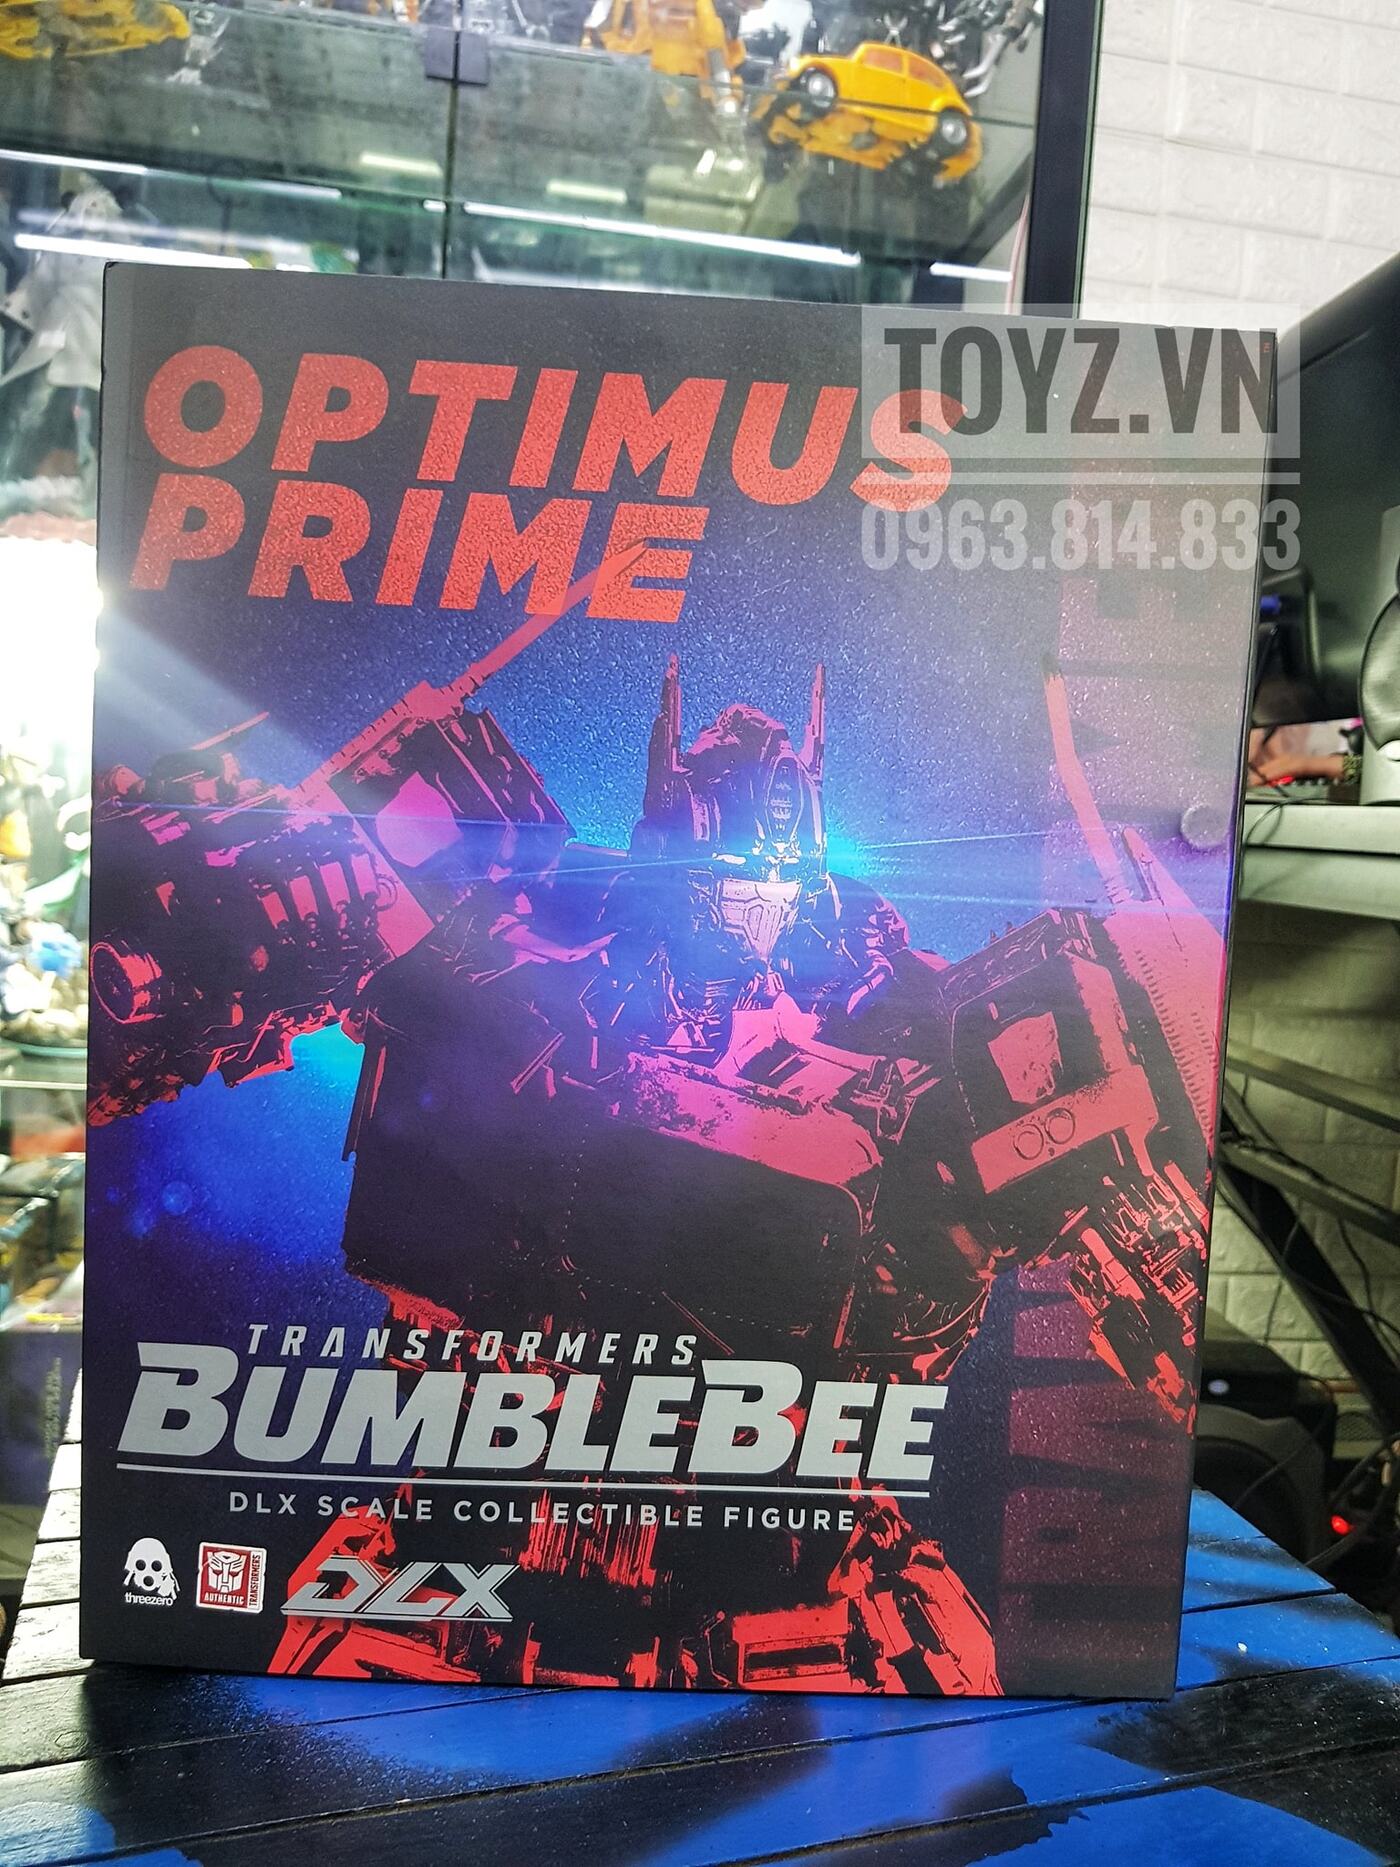 OPTIMUS
PRIME
TOYZ.VN
0963.814.833
TRANSFORMERS
BUMBLEBEE
DLX SCALE COLLECTIBLE FIGURE
threezero
AUTHENTIC
TRANSFORMERS
DLX